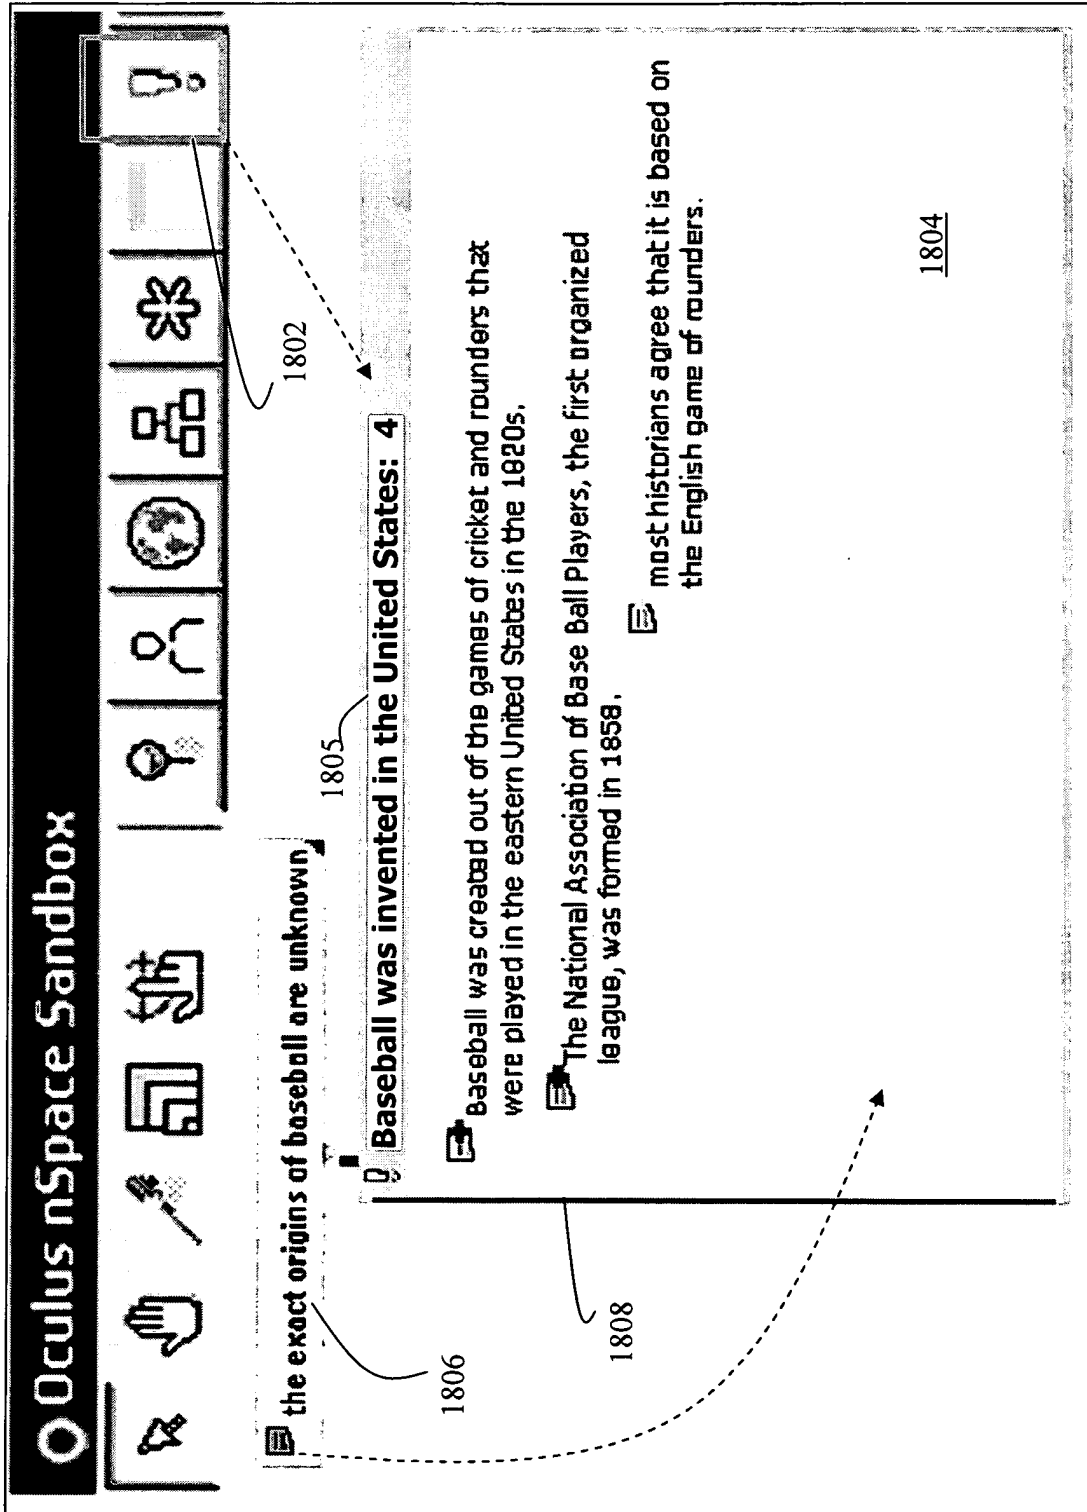 Oculus nSpace Sandbox
1802
the exact origins of baseball are unknown
1805
Baseball was invented in the United States: 4
Baseball was created out of the games of cricket and rounders that
were played in the eastern United States in the 1820s.
The National Association of Base Ball Players, the first organized
league, was formed in 1858.
most historians agree that it is based on
the English game of rounders.
1806
1808
1804